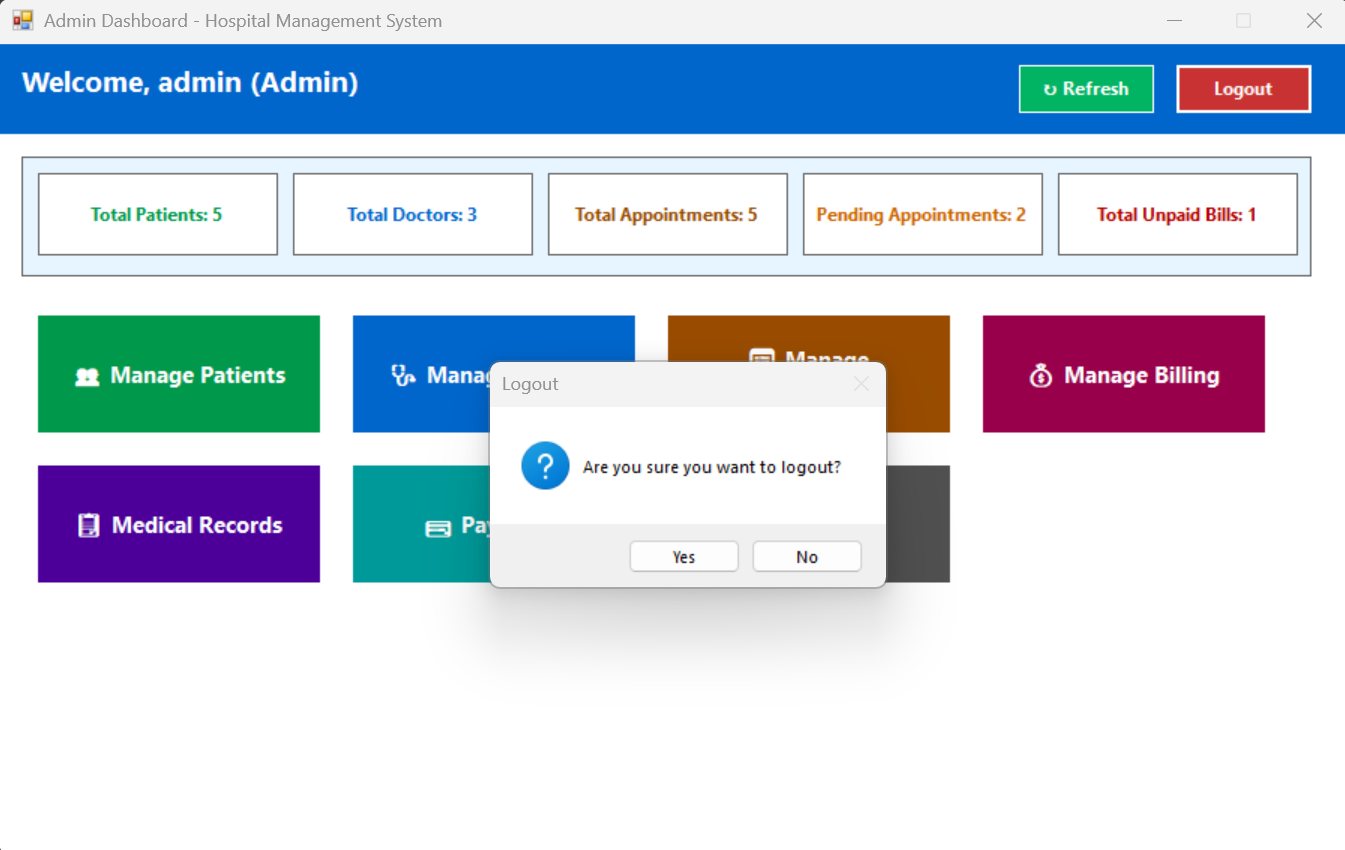 Admin Dashboard - Hospital Management System
Welcome, admin (Admin)
↻ Refresh
Logout
Total Patients: 5
Total Doctors: 3
Total Appointments: 5
Pending Appointments: 2
Total Unpaid Bills: 1
Manage Patients
Manage
Manage Billing
Logout
Are you sure you want to logout?
Yes
No
Medical Records